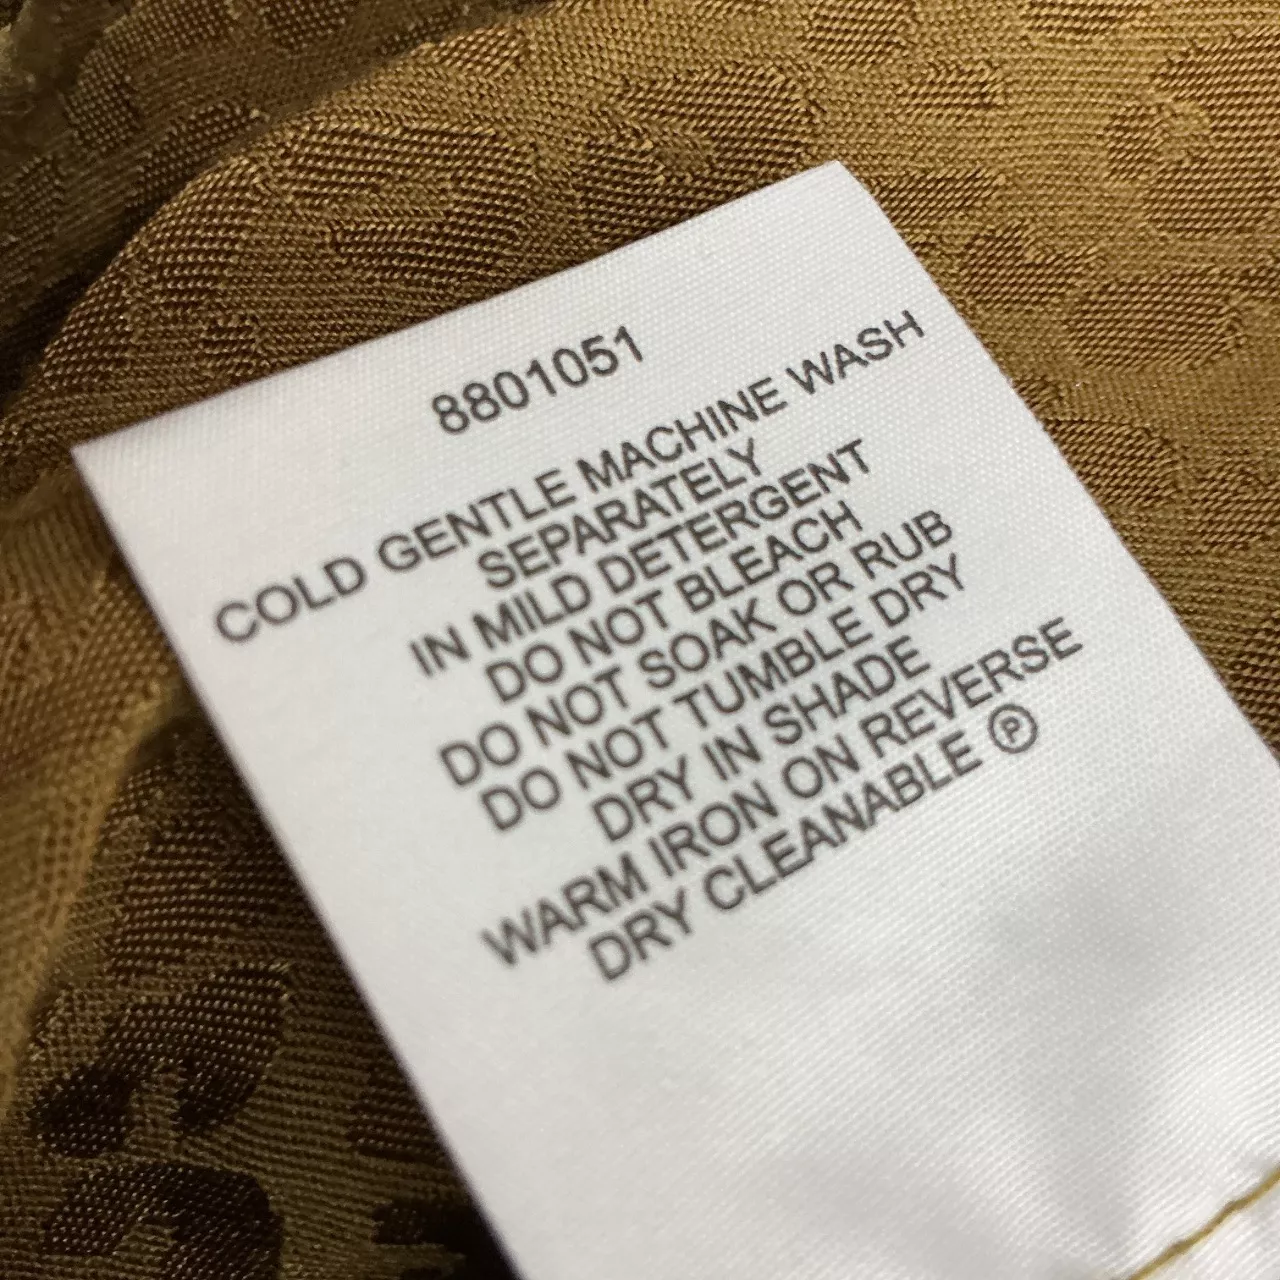 8801051
COLD GENTLE MACHINE WASH
SEPARATELY
IN MILD DETERGENT
DO NOT BLEACH
DO NOT SOAK OR RUB
DO NOT TUMBLE DRY
DRY IN SHADE
WARM IRON ON REVERSE
DRY CLEANABLE Ⓟ